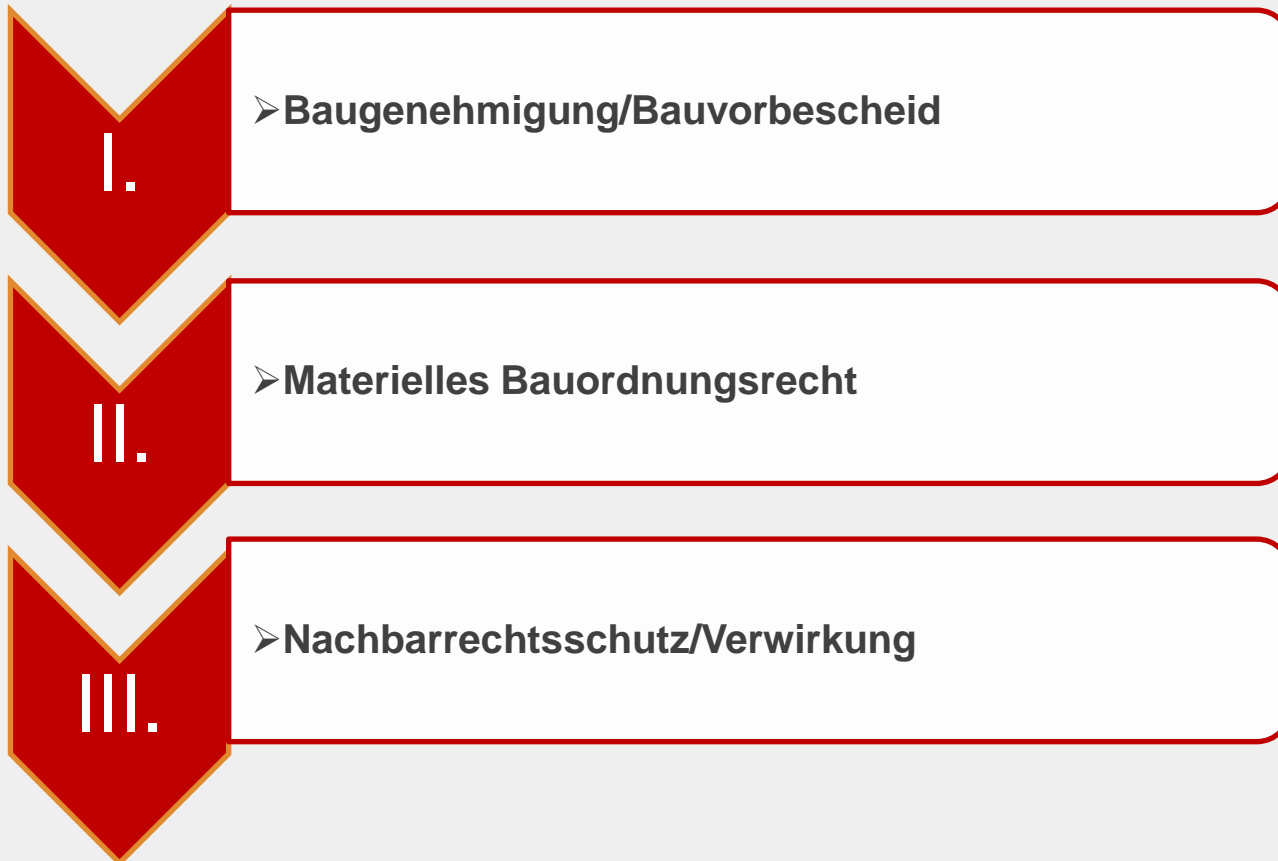 I.
➢Baugenehmigung/Bauvorbescheid
II.
➢Materielles Bauordnungsrecht
III.
➢Nachbarrechtsschutz/Verwirkung